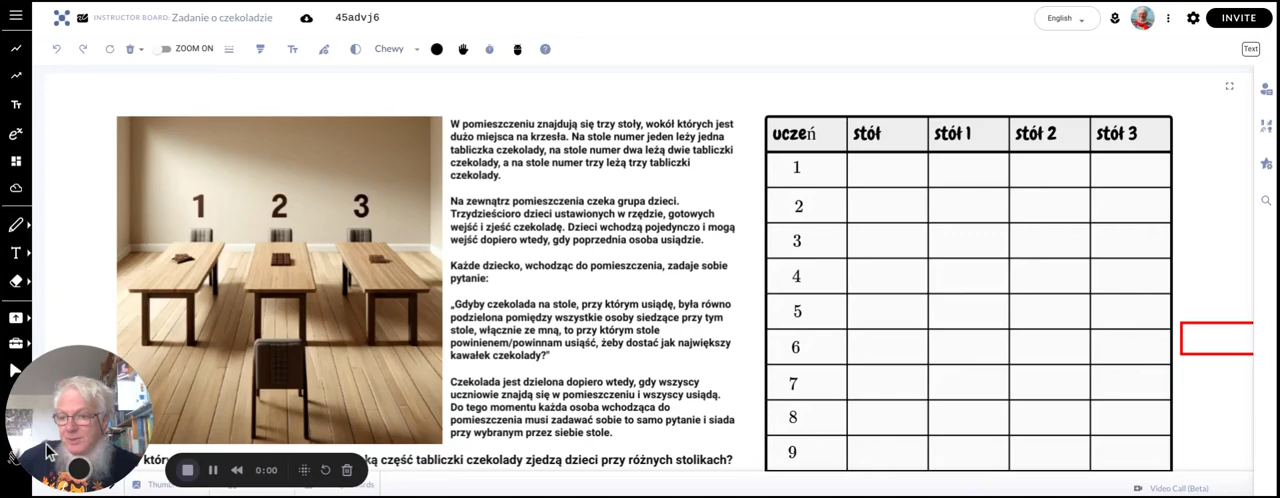 INSTRUCTOR BOARD: Zadanie o czekoladzie
45advj6
English
INVITE
ZOOM ON
Chewy
Text
1 2 3
W pomieszczeniu znajdują się trzy stoły, wokół których jest
dużo miejsca na krzesła. Na stole numer jeden leży jedna
tabliczka czekolady, na stole numer dwa leżą dwie tabliczki
czekolady, a na stole numer trzy leżą trzy tabliczki
czekolady.
Na zewnątrz pomieszczenia czeka grupa dzieci.
Trzydzieścioro dzieci ustawionych w rzędzie, gotowych
wejść i zjeść czekoladę. Dzieci wchodzą pojedynczo i mogą
wejść dopiero wtedy, gdy poprzednia osoba usiądzie.
Każde dziecko, wchodząc do pomieszczenia, zadaje sobie
pytanie:
„Gdyby czekolada na stole, przy którym usiądę, była równo
podzielona pomiędzy wszystkie osoby siedzące przy tym
stole, włącznie ze mną, to przy którym stole
powinienem/powinnam usiąść, żeby dostać jak największy
kawałek czekolady?"
Czekolada jest dzielona dopiero wtedy, gdy wszyscy
uczniowie znajdą się w pomieszczeniu i wszyscy usiądą.
Do tego momentu każda osoba wchodząca do
pomieszczenia musi zadawać sobie to samo pytanie i siada
przy wybranym przez siebie stole.
część tabliczki czekolady zjedzą dzieci przy różnych stolikach?
uczeń stół stół 1 stół 2 stół 3
1
2
3
4
5
6
7
8
9
0:00
Video Call (Beta)